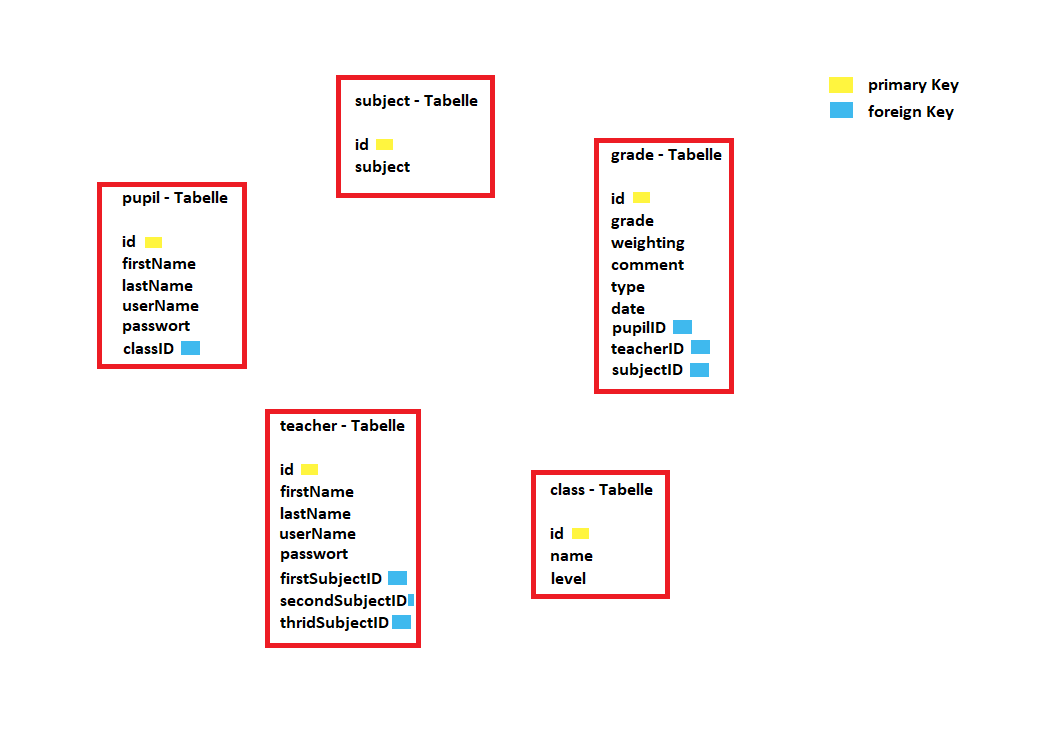 primary Key
foreign Key
subject - Tabelle
id
subject
grade - Tabelle
id
grade
weighting
comment
type
date
pupilID
teacherID
subjectID
pupil - Tabelle
id
firstName
lastName
userName
passwort
classID
teacher - Tabelle
id
firstName
lastName
userName
passwort
firstSubjectID
secondSubjectID
thridSubjectID
class - Tabelle
id
name
level